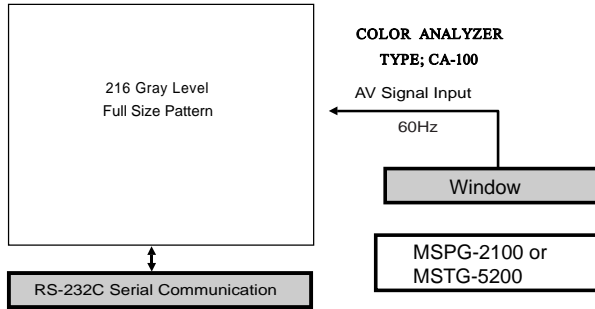 COLOR ANALYZER
TYPE; CA-100
216 Gray Level
Full Size Pattern
AV Signal Input
60Hz
Window
MSPG-2100 or
MSTG-5200
RS-232C Serial Communication